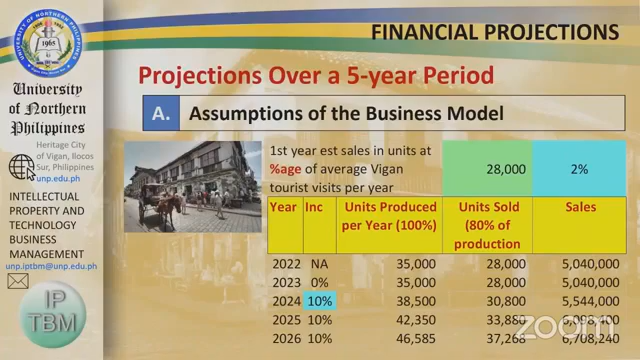 FINANCIAL PROJECTIONS
UNIVERSITY OF NORTHERN PHILIPPINES
1965
University
of Northern
Philippines
Heritage City
of Vigan, Ilocos
Sur, Philippines
unp.edu.ph
INTELLECTUAL
PROPERTY AND
TECHNOLOGY
BUSINESS
MANAGEMENT
unp.iptbm@unp.edu.ph
IP
TBM
Projections Over a 5-year Period
A. Assumptions of the Business Model
1st year est sales in units at
%age of average Vigan
tourist visits per year
28,000 2%
Year Inc Units Produced per Year (100%) Units Sold (80% of production Sales
2022 NA 35,000 28,000 5,040,000
2023 0% 35,000 28,000 5,040,000
2024 10% 38,500 30,800 5,544,000
2025 10% 42,350 33,880 6,098,400
2026 10% 46,585 37,268 6,708,240
zoom